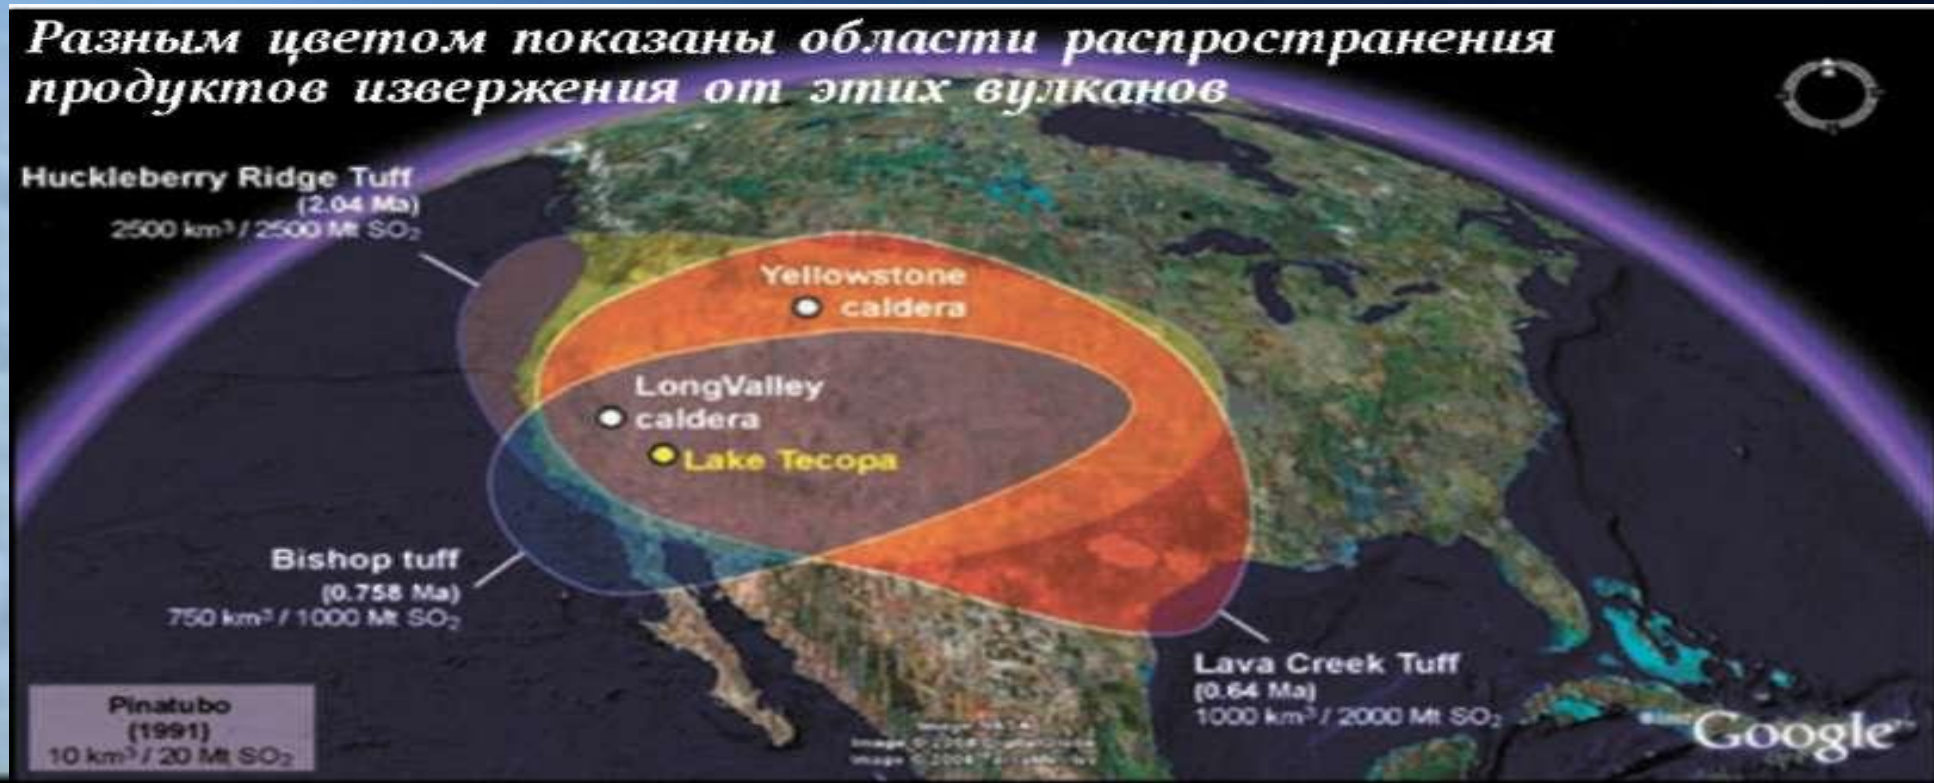 Разным цветом показаны области распространения
продуктов извержения от этих вулканов
Huckleberry Ridge Tuff
(2.04 Ma)
2500 km³ / 2500 Mt SO₂
Yellowstone
caldera
LongValley
caldera
Lake Tecopa
Bishop tuff
(0.758 Ma)
750 km³ / 1000 Mt SO₂
Lava Creek Tuff
(0.64 Ma)
1000 km³ / 2000 Mt SO₂
Pinatubo
(1991)
10 km³ / 20 Mt SO₂
Google